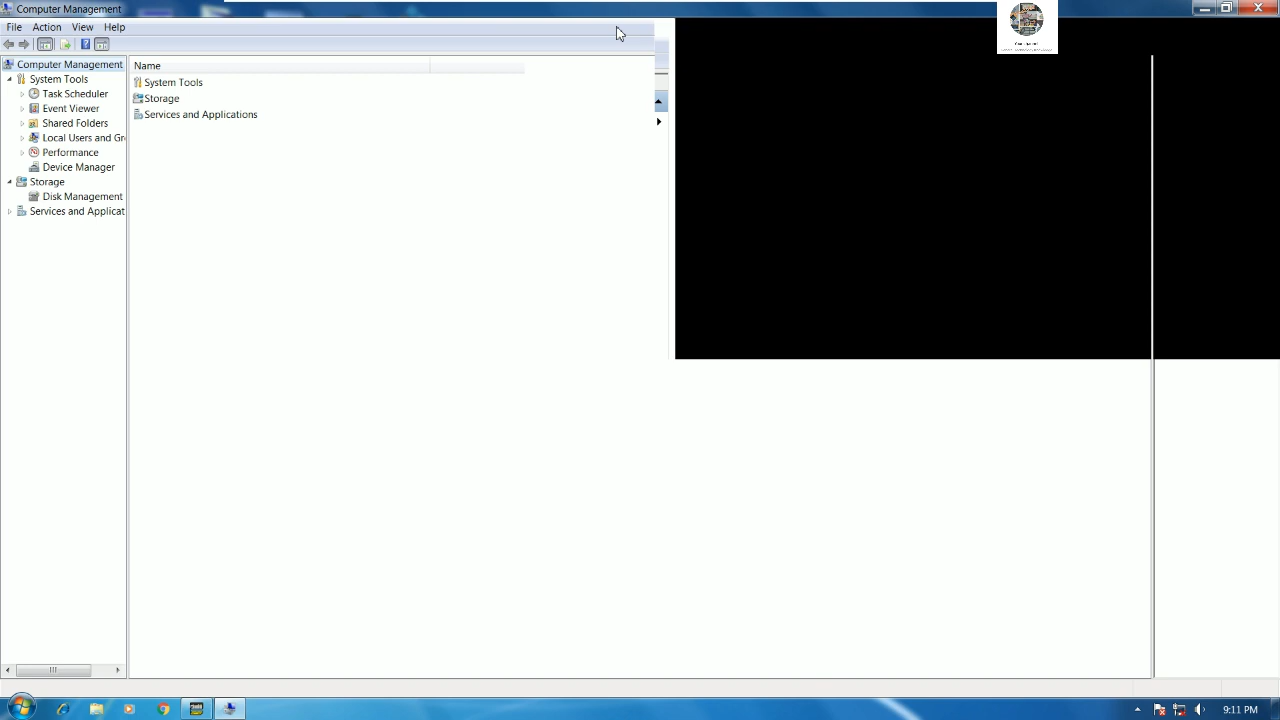 Computer Management
File Action View Help
Computer Management
System Tools
Task Scheduler
Event Viewer
Shared Folders
Local Users and Gr
Performance
Device Manager
Storage
Disk Management
Services and Applicat
Name
System Tools
Storage
Services and Applications
9:11 PM